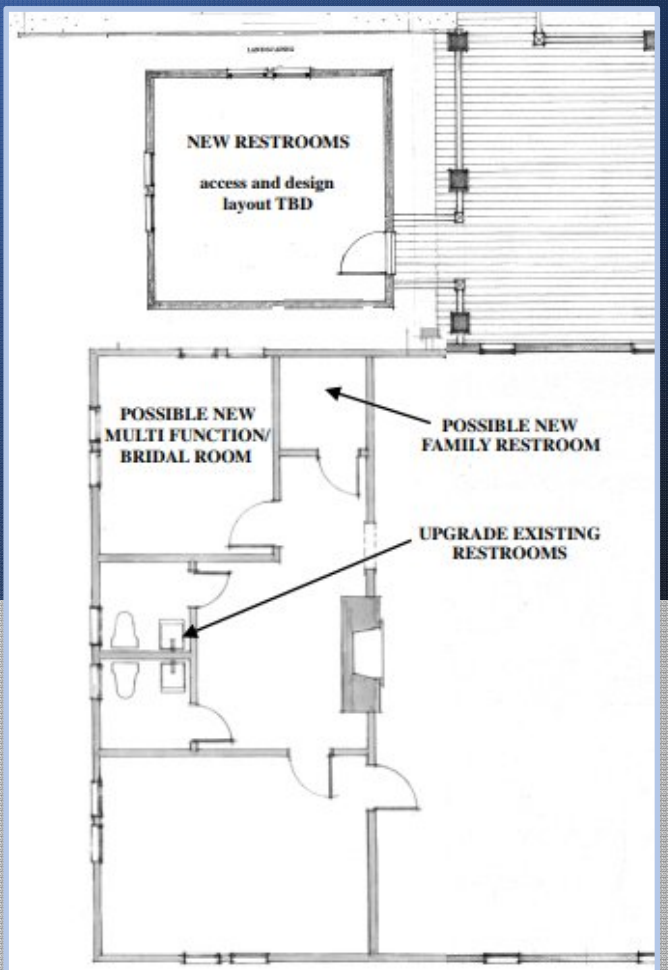 LANDSCAPING
NEW RESTROOMS
access and design
layout TBD
POSSIBLE NEW
MULTI FUNCTION/
BRIDAL ROOM
POSSIBLE NEW
FAMILY RESTROOM
UPGRADE EXISTING
RESTROOMS